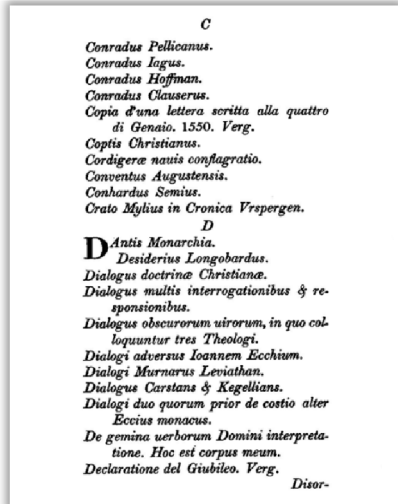 C
Conradus Pellicanus.
Conradus Iagus.
Conradus Hoffman.
Conradus Clauserus.
Copia d'una lettera scritta alla quattro
di Genaio. 1550. Verg.
Coptis Christianus.
Cordigeræ nauis conflagratio.
Conventus Augustensis.
Conhardus Semius.
Crato Mylius in Cronica Vrspergen.
D
DAntis Monarchia.
Desiderius Longobardus.
Dialogus doctrinæ Christianæ.
Dialogus multis interrogationibus & re-
sponsionibus.
Dialogus obscurorum uirorum, in quo col-
loquuntur tres Theologi.
Dialogi adversus Ioannem Ecchium.
Dialogi Murnarus Leviathan.
Dialogus Carstans & Kegellians.
Dialogi duo quorum prior de costio alter
Eccius monacus.
De gemina uerborum Domini interpreta-
tione. Hoc est corpus meum.
Declaratione del Giubileo. Verg.
Disor-